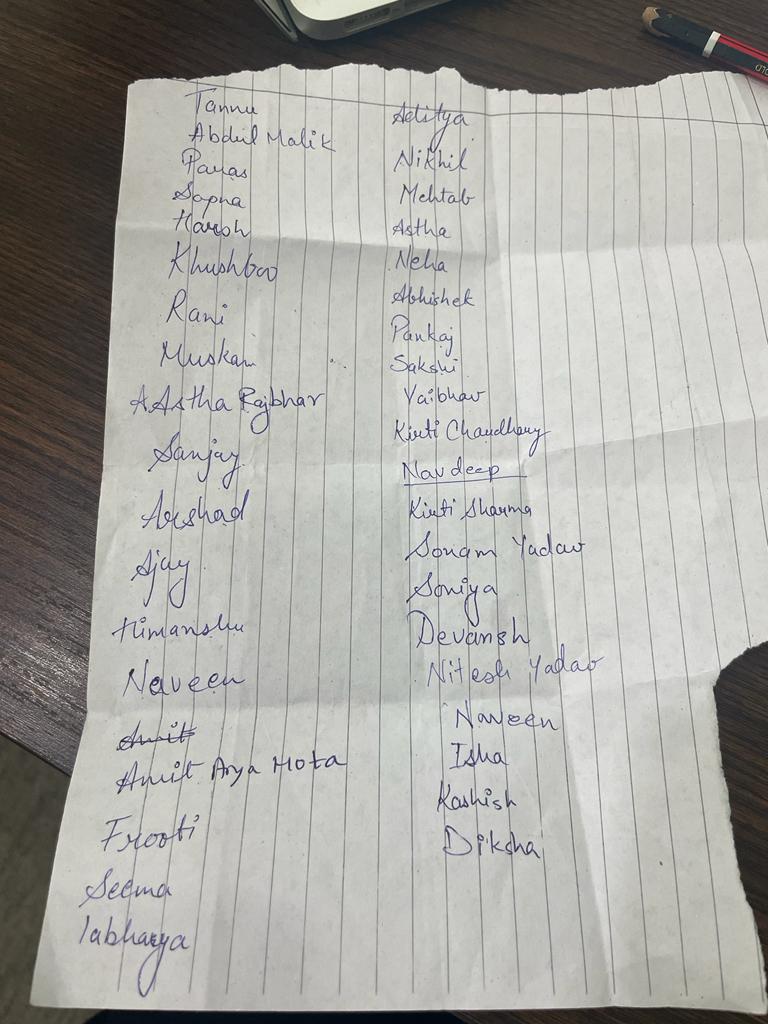 Tannu
Abdul Malik
Paras
Sapna
Harsh
Khushboo
Rani
Muskan
AAstha Rajbhar
Sanjay
Arshad
Ajay
Himanshu
Naveen
Amit
Amit Arya Mota
Frooti
Seema
labharya
Aditya
Nikhil
Mehtab
Astha
Neha
Abhishek
Pankaj
Sakshi
Vaibhav
Kirti Chaudhary
Navdeep
Kirti Sharma
Sonam Yadav
Soniya
Devansh
Nitesh Yadav
Naveen
Isha
Kashish
Diksha